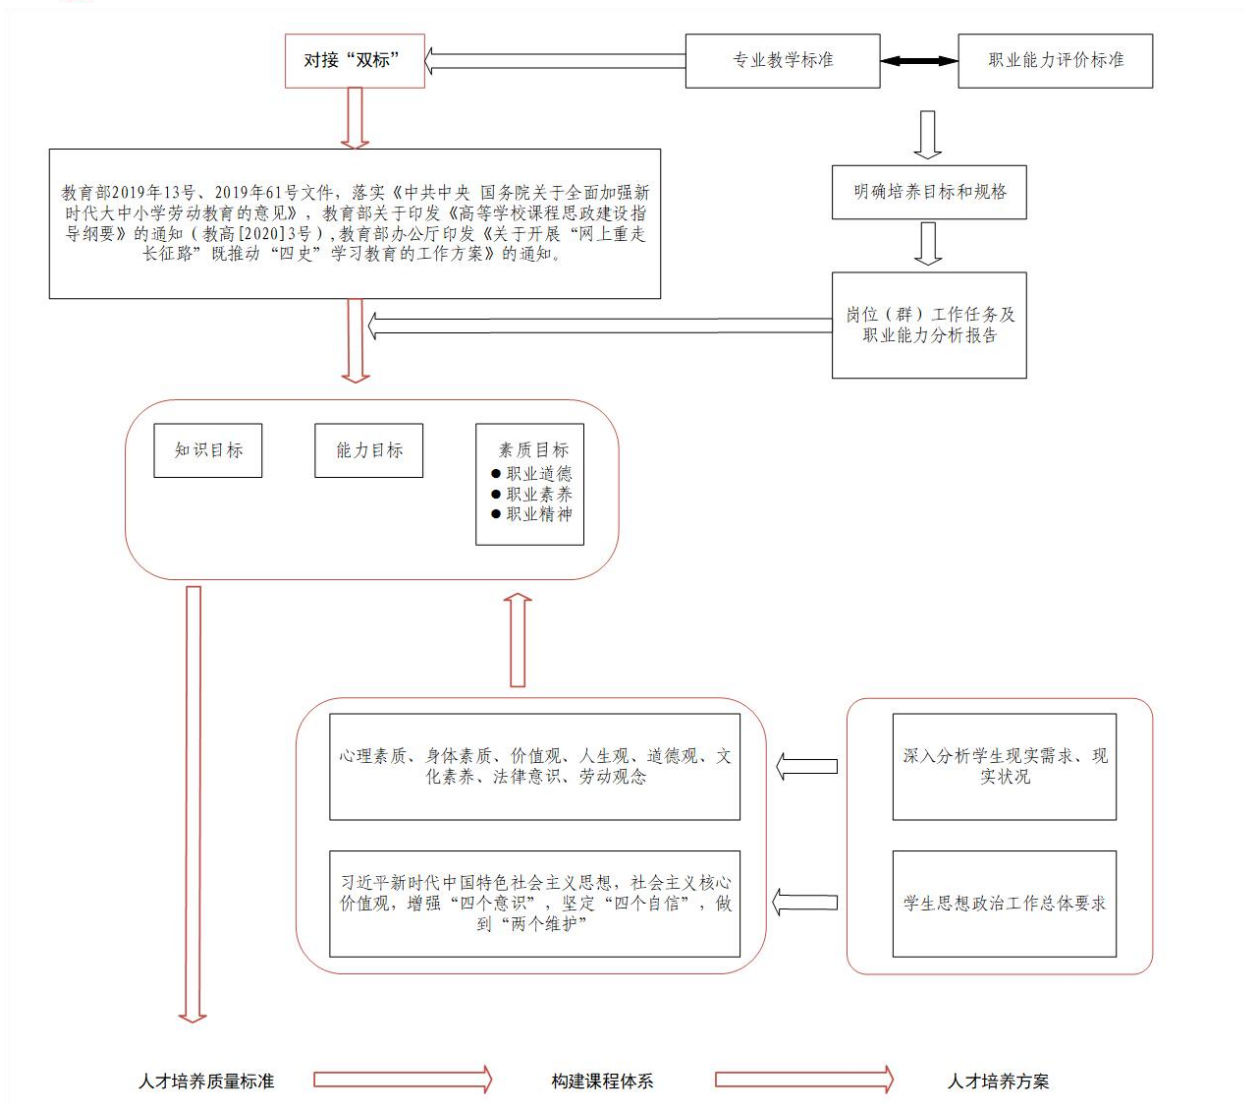 对接“双标”
专业教学标准
职业能力评价标准
教育部2019年13号、2019年61号文件，落实《中共中央 国务院关于全面加强新
时代大中小学劳动教育的意见》，教育部关于印发《高等学校课程思政建设指
导纲要》的通知（教高[2020]3号）,教育部办公厅印发《关于开展“网上重走
长征路”既推动“四史”学习教育的工作方案》的通知。
明确培养目标和规格
岗位（群）工作任务及
职业能力分析报告
知识目标
能力目标
素质目标
●职业道德
●职业素养
●职业精神
心理素质、身体素质、价值观、人生观、道德观、文
化素养、法律意识、劳动观念
深入分析学生现实需求、现
实状况
习近平新时代中国特色社会主义思想，社会主义核心
价值观，增强“四个意识”，坚定“四个自信”，做
到“两个维护”
学生思想政治工作总体要求
人才培养质量标准
构建课程体系
人才培养方案